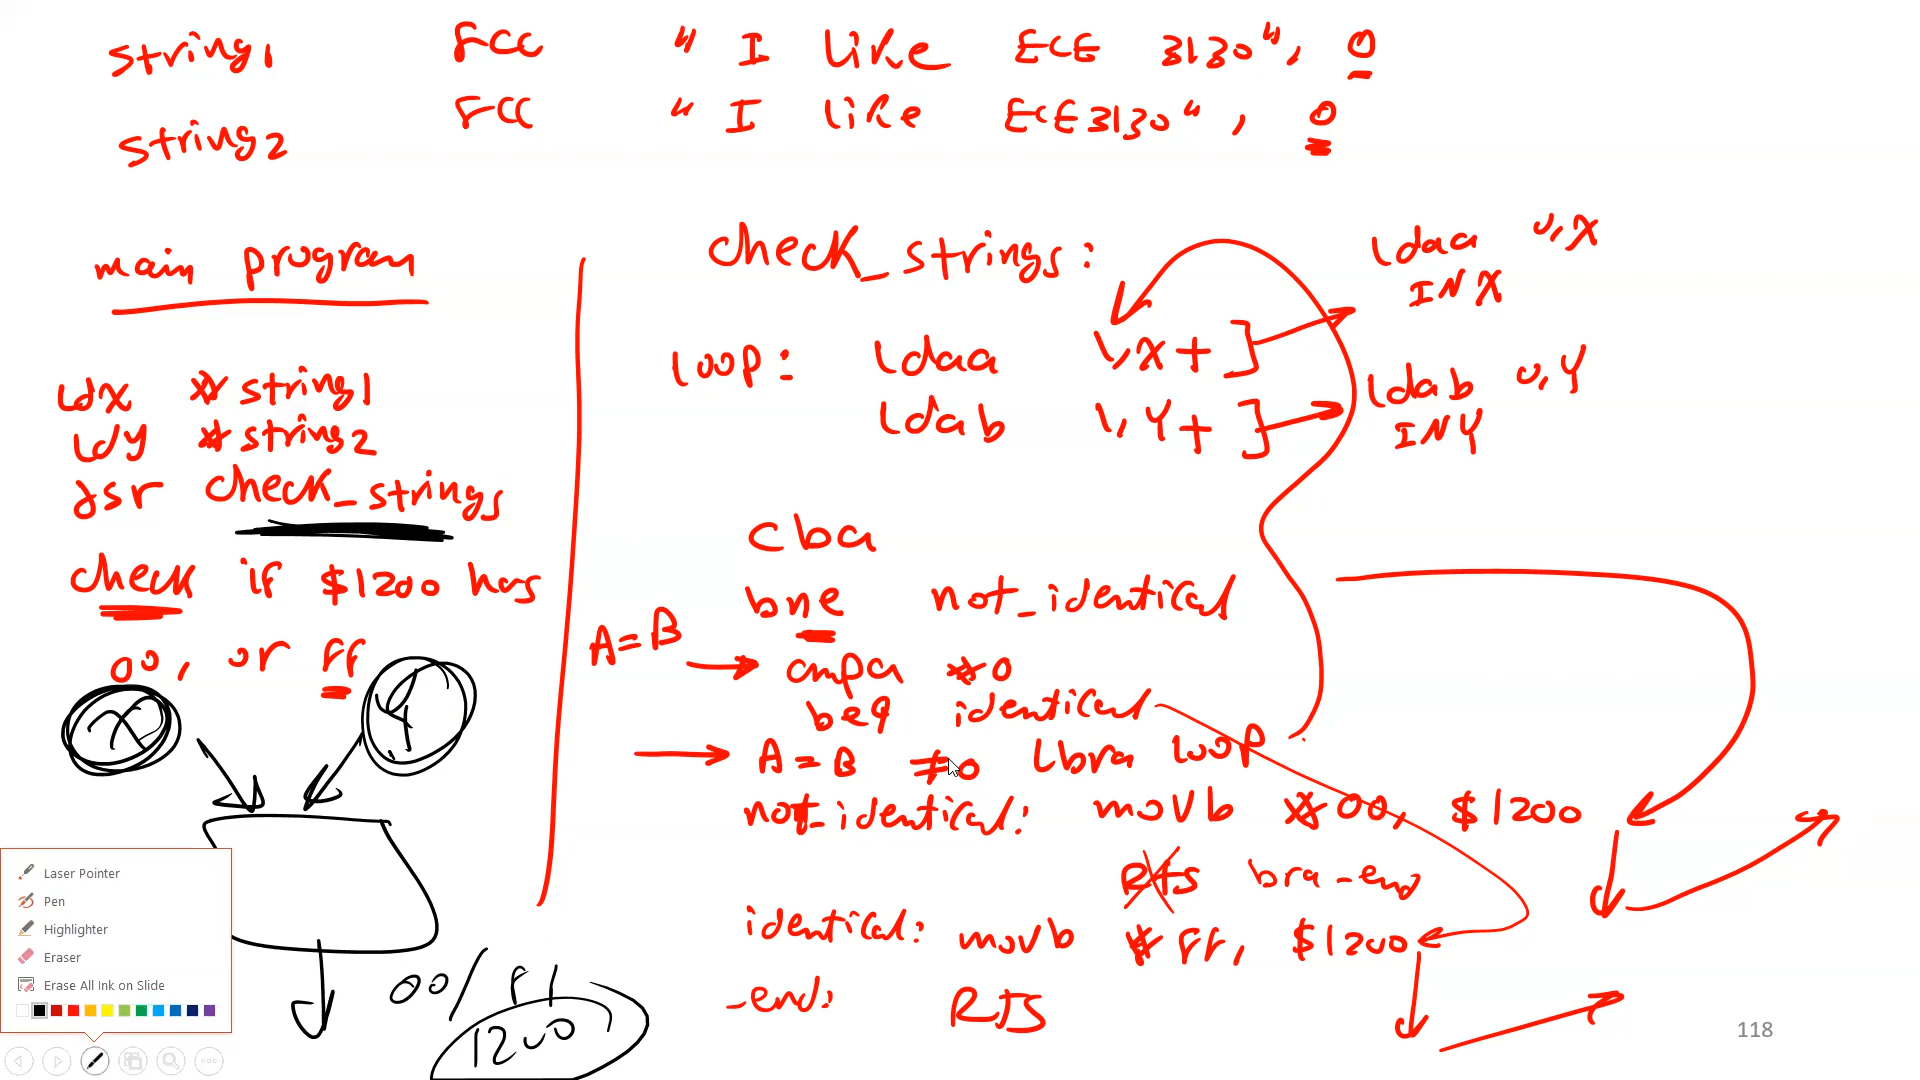 string1 FCC " I like ECE 3130", 0
string2 FCC " I like ECE3130", 0
main program
ldx # string1
ldy # string2
jsr check_strings
check if $1200 has
00, or FF
X
Y
00/FF
1200
check_strings:
loop: ldaa 1,X+
ldab 1,Y+
ldaa 0,X
INX
ldab 0,Y
INY
cba
bne not_identical
A=B
cmpa #0
beq identical
A=B ≠0 lbra loop
not_identical: movb #00, $1200
RTS bra _end
identical: movb #FF, $1200
_end: RTS
Laser Pointer
Pen
Highlighter
Eraser
Erase All Ink on Slide
118